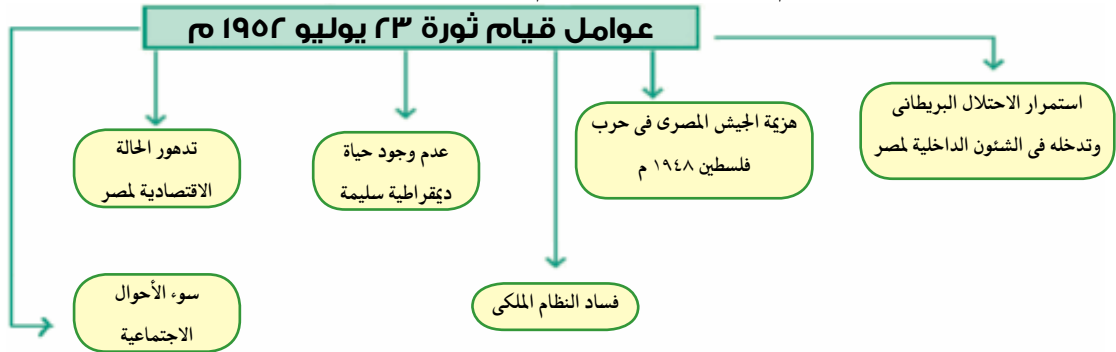 عوامل قيام ثورة ٢٣ يوليو ١٩٥٢ م
استمرار الاحتلال البريطانى
وتدخله فى الشئون الداخلية لمصر
هزيمة الجيش المصرى فى حرب
فلسطين ١٩٤٨ م
فساد النظام الملكى
عدم وجود حياة
ديمقراطية سليمة
تدهور الحالة
الاقتصادية لمصر
سوء الأحوال
الاجتماعية